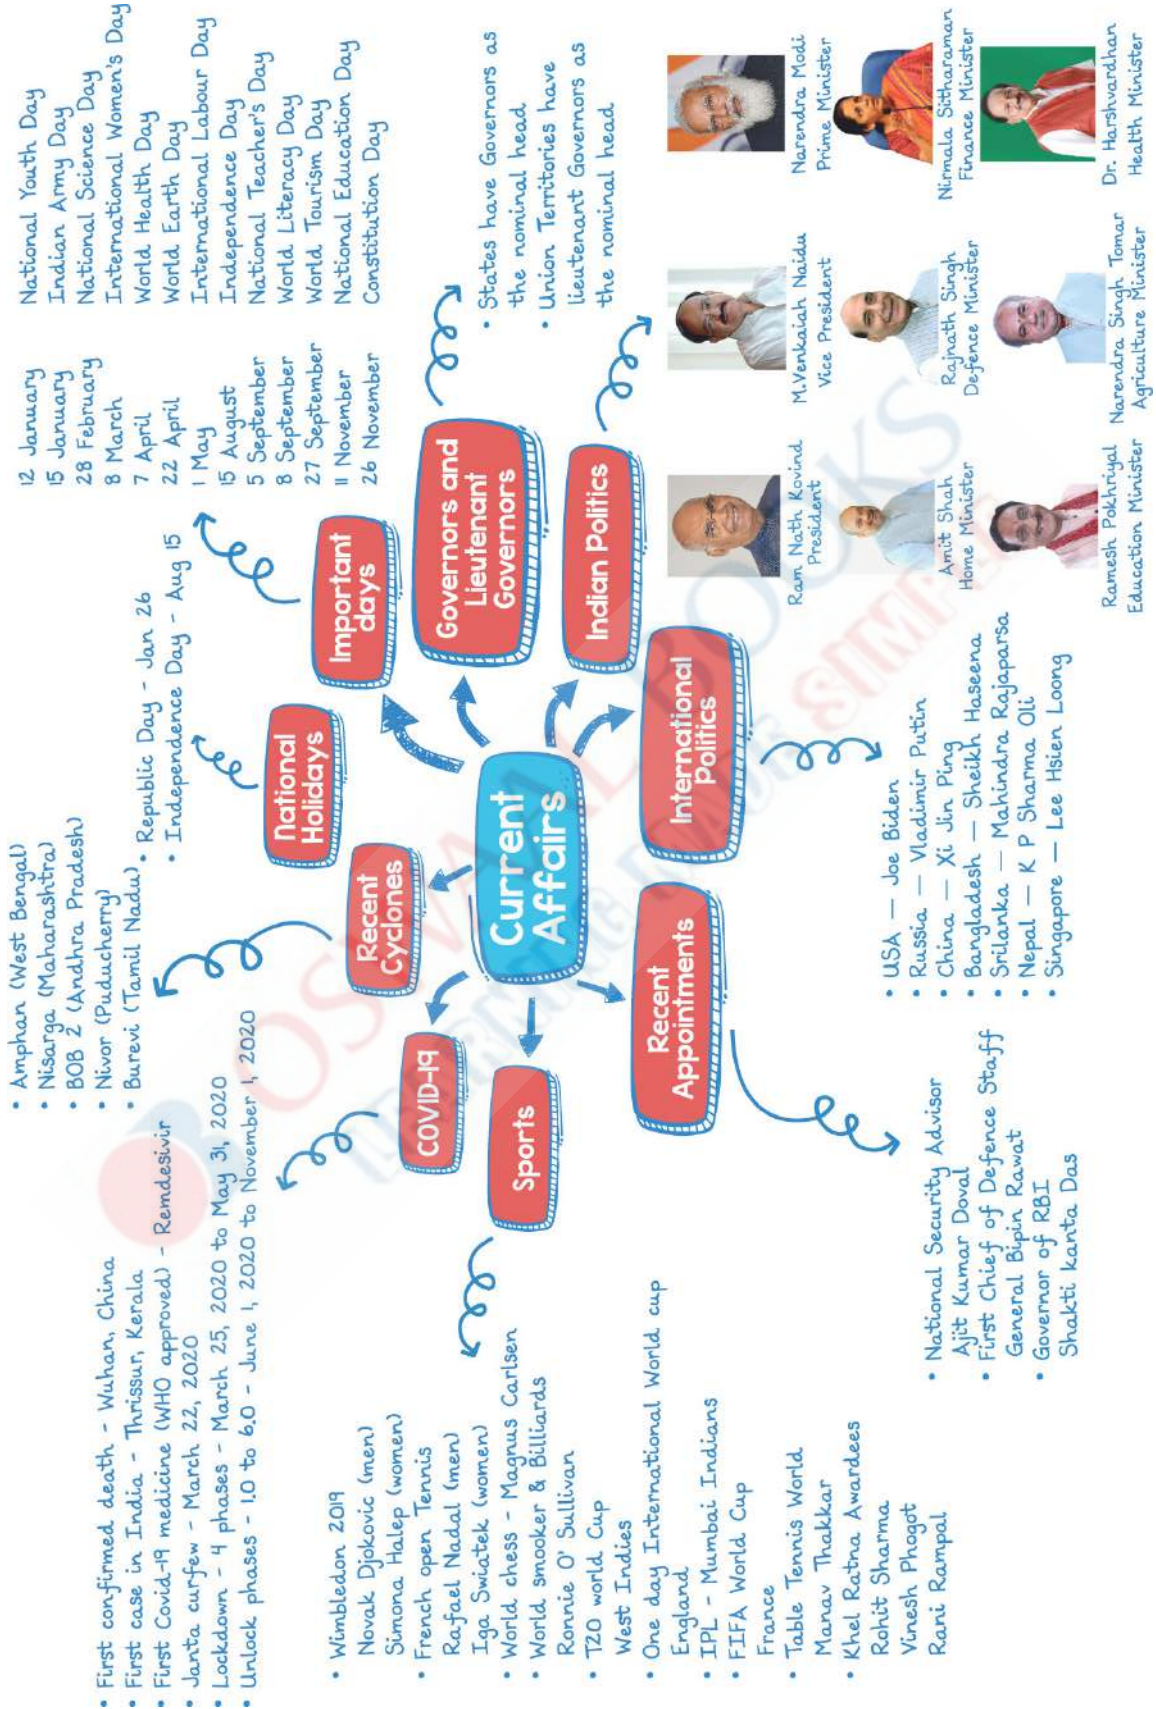 • First confirmed death - Wuhan, China
• First case in India - Thrissur, Kerala
• First Covid-19 medicine (WHO approved) - Remdesivir
• Janta curfew - March 22, 2020
• Lockdown - 4 phases - March 25, 2020 to May 31, 2020
• Unlock phases - 1.0 to 6.0 - June 1, 2020 to November 1, 2020
• Amphan (West Bengal)
• Nisarga (Maharashtra)
• BOB 2 (Andhra Pradesh)
• Nivor (Puducherry)
• Burevi (Tamil Nadu)
• Republic Day - Jan 26
• Independence Day - Aug 15
12 January National Youth Day
15 January Indian Army Day
28 February National Science Day
8 March International Women's Day
7 April World Health Day
22 April World Earth Day
1 May International Labour Day
15 August Independence Day
5 September National Teacher's Day
8 September World Literacy Day
27 September World Tourism Day
11 November National Education Day
26 November Constitution Day
COVID-19
Recent
Cyclones
National
Holidays
Important
days
Governors and
Lieutenant
Governors
• States have Governors as
the nominal head
• Union Territories have
lieutenant Governors as
the nominal head
Sports
Current
Affairs
Indian Politics
Recent
Appointments
International
Politics
• Wimbledon 2019
Novak Djokovic (men)
Simona Halep (women)
• French open Tennis
Rafael Nadal (men)
Iga Swiatek (women)
• World chess - Magnus Carlsen
• World smooker & Billiards
Ronnie O' Sullivan
• T20 world Cup
West Indies
• One day International World cup
England
• IPL - Mumbai Indians
• FIFA World Cup
France
• Table Tennis World
Manav Thakkar
• Khel Ratna Awardees
Rohit Sharma
Vinesh Phogot
Rani Rampal
• National Security Advisor
Ajit Kumar Doval
• First Chief of Defence Staff
General Bipin Rawat
• Governor of RBI
Shakti kanta Das
• USA — Joe Biden
• Russia — Vladimir Putin
• China — Xi Jin Ping
• Bangladesh — Sheikh Haseena
• Srilanka — Mahindra Rajaparsa
• Nepal — K P Sharma Oli
• Singapore — Lee Hsien Loong
Ram Nath Kovind
President
M.Venkaiah Naidu
Vice President
Narendra Modi
Prime Minister
Amit Shah
Home Minister
Rajnath Singh
Defence Minister
Nirmala Sitharaman
Finance Minister
Ramesh Pokhriyal
Education Minister
Narendra Singh Tomar
Agriculture Minister
Dr. Harshvardhan
Health Minister
OSWAAL BOOKS
LEARNING MADE SIMPLE